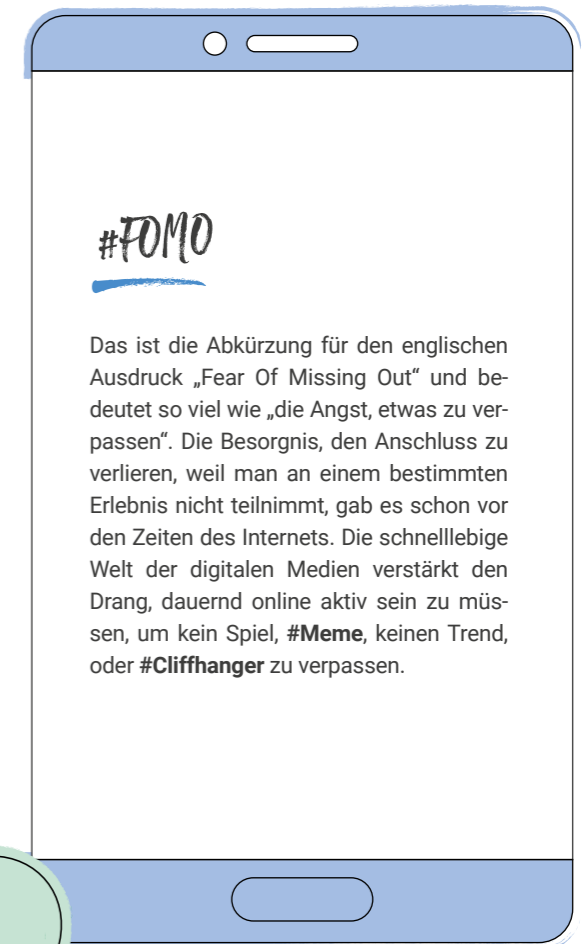 #FOMO
Das ist die Abkürzung für den englischen
Ausdruck „Fear Of Missing Out“ und be-
deutet so viel wie „die Angst, etwas zu ver-
passen“. Die Besorgnis, den Anschluss zu
verlieren, weil man an einem bestimmten
Erlebnis nicht teilnimmt, gab es schon vor
den Zeiten des Internets. Die schnelllebige
Welt der digitalen Medien verstärkt den
Drang, dauernd online aktiv sein zu müs-
sen, um kein Spiel, #Meme, keinen Trend,
oder #Cliffhanger zu verpassen.